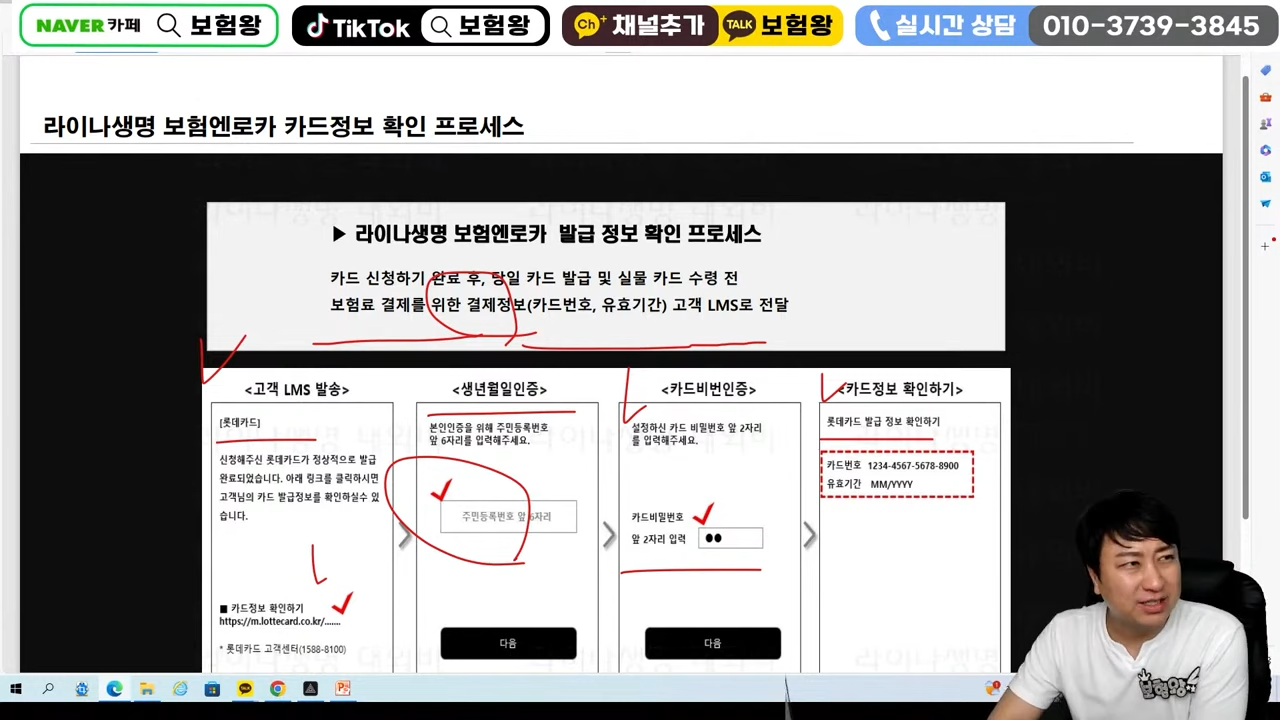 NAVER 카페 보험왕
TikTok 보험왕
Ch+ 채널추가 TALK 보험왕
실시간 상담 010-3739-3845
라이나생명 보험엔로카 카드정보 확인 프로세스
▶ 라이나생명 보험엔로카 발급 정보 확인 프로세스
카드 신청하기 완료 후, 당일 카드 발급 및 실물 카드 수령 전
보험료 결제를 위한 결제정보(카드번호, 유효기간) 고객 LMS로 전달
<고객 LMS 발송>
[롯데카드]
신청해주신 롯데카드가 정상적으로 발급
완료되었습니다. 아래 링크를 클릭하시면
고객님의 카드 발급정보를 확인하실수 있
습니다.
■ 카드정보 확인하기
https://m.lottecard.co.kr/......
* 롯데카드 고객센터(1588-8100)
<생년월일인증>
본인인증을 위해 주민등록번호
앞 6자리를 입력해주세요.
주민등록번호 앞 6자리
다음
<카드비번인증>
설정하신 카드 비밀번호 앞 2자리
를 입력해주세요.
카드비밀번호
앞 2자리 입력
다음
<카드정보 확인하기>
롯데카드 발급 정보 확인하기
카드번호 1234-4567-5678-8900
유효기간 MM/YYYY
보험왕